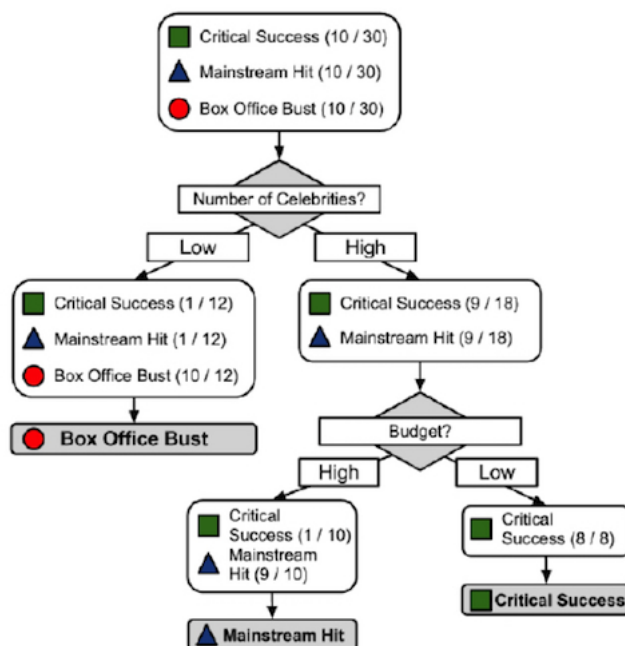 Critical Success (10 / 30)
Mainstream Hit (10 / 30)
Box Office Bust (10 / 30)
Number of Celebrities?
Low
High
Critical Success (1 / 12)
Mainstream Hit (1 / 12)
Box Office Bust (10 / 12)
Box Office Bust
Critical Success (9 / 18)
Mainstream Hit (9 / 18)
Budget?
High
Low
Critical
Success (1 / 10)
Mainstream
Hit (9 / 10)
Mainstream Hit
Critical
Success (8 / 8)
Critical Success